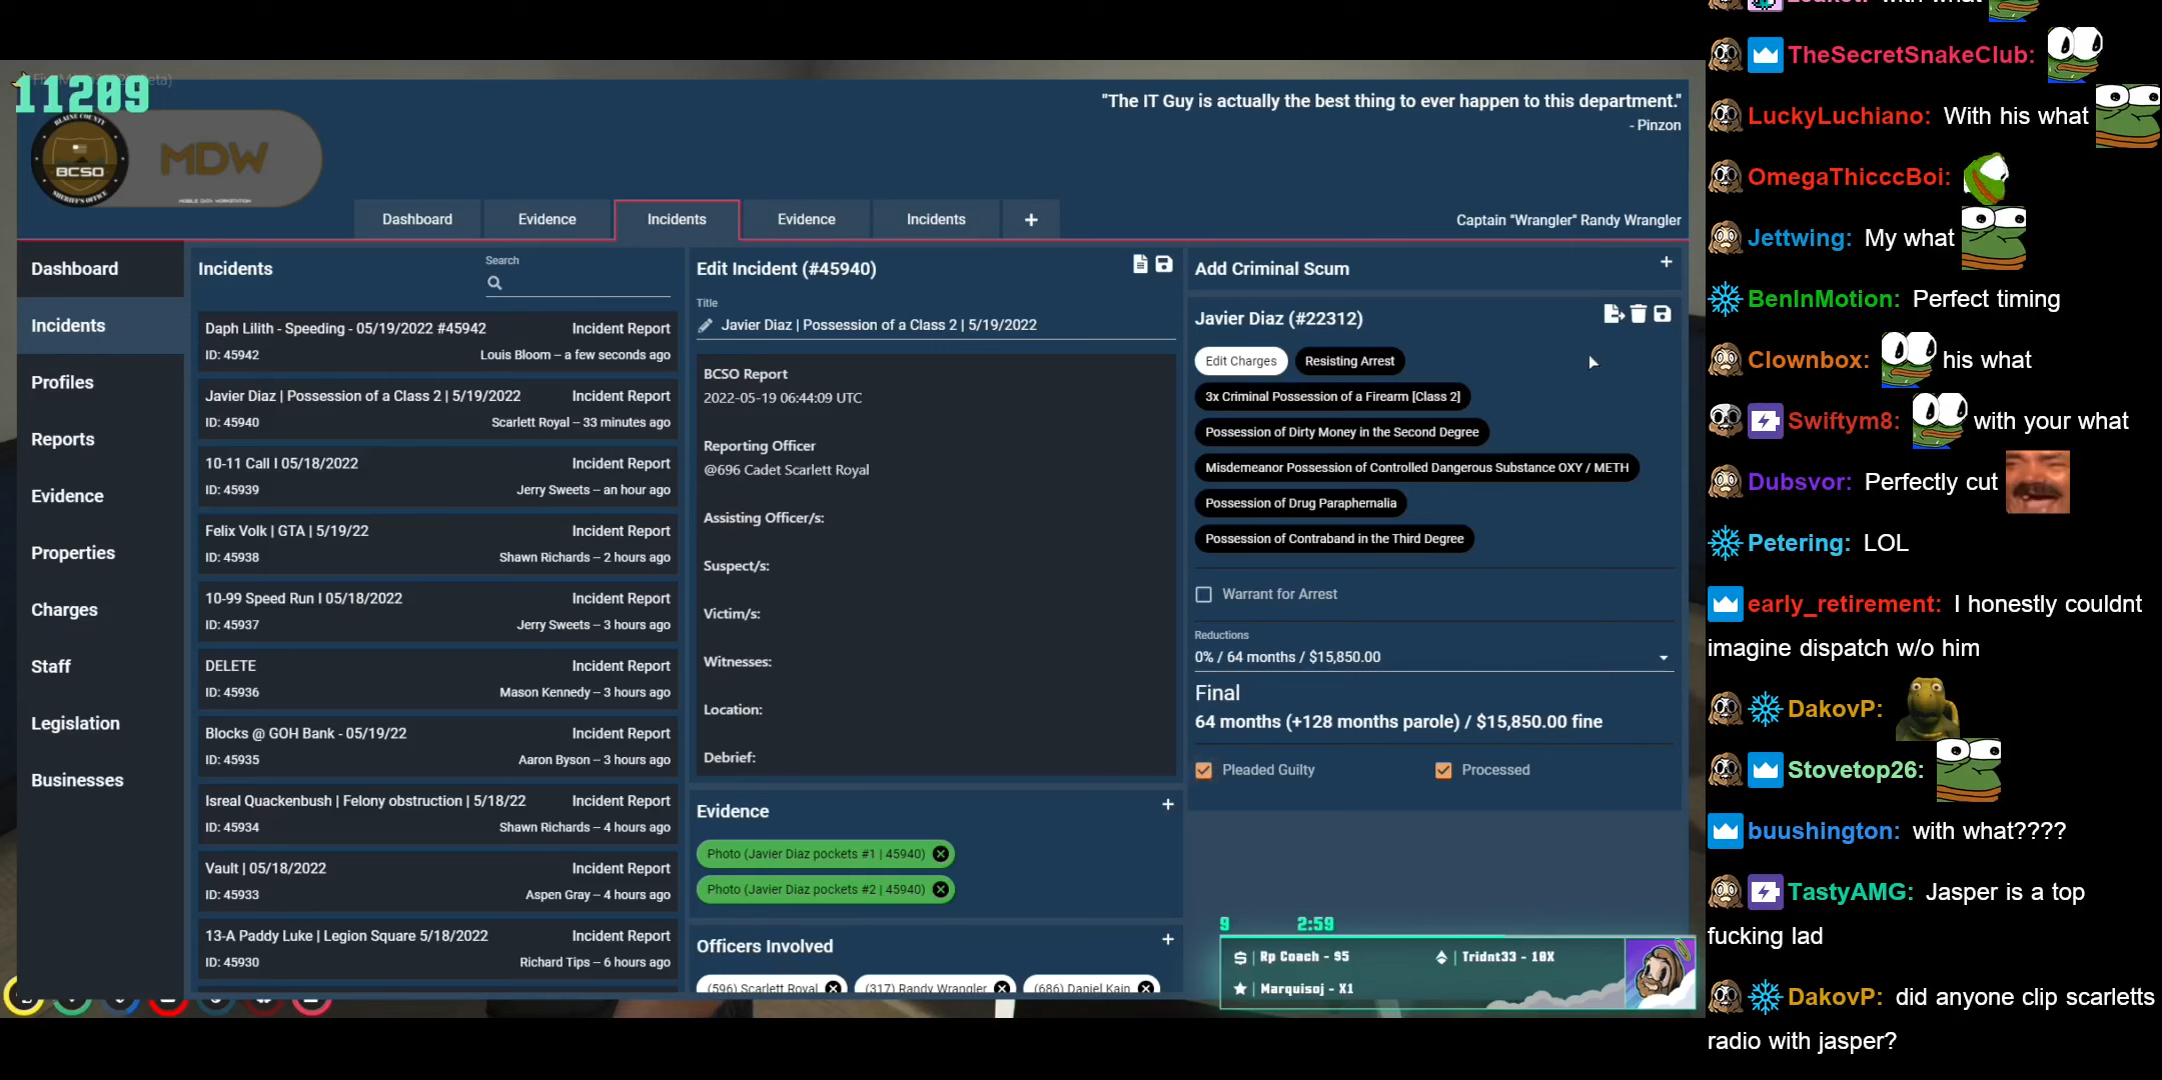 11209
BLAINE COUNTY
BCSO
SHERIFF'S OFFICE
MDW
MOBILE DATA WORKSTATION
"The IT Guy is actually the best thing to ever happen to this department."
- Pinzon
Dashboard
Evidence
Incidents
Evidence
Incidents
+
Captain "Wrangler" Randy Wrangler
Dashboard
Incidents
Profiles
Reports
Evidence
Properties
Charges
Staff
Legislation
Businesses
Incidents
Search
Daph Lilith - Speeding - 05/19/2022 #45942 Incident Report
ID: 45942 Louis Bloom – a few seconds ago
Javier Diaz | Possession of a Class 2 | 5/19/2022 Incident Report
ID: 45940 Scarlett Royal – 33 minutes ago
10-11 Call I 05/18/2022 Incident Report
ID: 45939 Jerry Sweets – an hour ago
Felix Volk | GTA | 5/19/22 Incident Report
ID: 45938 Shawn Richards – 2 hours ago
10-99 Speed Run I 05/18/2022 Incident Report
ID: 45937 Jerry Sweets – 3 hours ago
DELETE Incident Report
ID: 45936 Mason Kennedy – 3 hours ago
Blocks @ GOH Bank - 05/19/22 Incident Report
ID: 45935 Aaron Byson – 3 hours ago
Isreal Quackenbush | Felony obstruction | 5/18/22 Incident Report
ID: 45934 Shawn Richards – 4 hours ago
Vault | 05/18/2022 Incident Report
ID: 45933 Aspen Gray – 4 hours ago
13-A Paddy Luke | Legion Square 5/18/2022 Incident Report
ID: 45930 Richard Tips – 6 hours ago
Edit Incident (#45940)
Title
Javier Diaz | Possession of a Class 2 | 5/19/2022
BCSO Report
2022-05-19 06:44:09 UTC
Reporting Officer
@696 Cadet Scarlett Royal
Assisting Officer/s:
Suspect/s:
Victim/s:
Witnesses:
Location:
Debrief:
Evidence
+
Photo (Javier Diaz pockets #1 | 45940)
Photo (Javier Diaz pockets #2 | 45940)
Officers Involved
+
(596) Scarlett Royal
(317) Randy Wrangler
(686) Daniel Kain
Add Criminal Scum
+
Javier Diaz (#22312)
Edit Charges
Resisting Arrest
3x Criminal Possession of a Firearm [Class 2]
Possession of Dirty Money in the Second Degree
Misdemeanor Possession of Controlled Dangerous Substance OXY / METH
Possession of Drug Paraphernalia
Possession of Contraband in the Third Degree
Warrant for Arrest
Reductions
0% / 64 months / $15,850.00
Final
64 months (+128 months parole) / $15,850.00 fine
Pleaded Guilty
Processed
9 2:59
Rp Coach - 95
Tridnt33 - 10X
Marquisoj - X1
with what
TheSecretSnakeClub:
LuckyLuchiano: With his what
OmegaThicccBoi:
Jettwing: My what
BenInMotion: Perfect timing
Clownbox: his what
Swiftym8: with your what
Dubsvor: Perfectly cut
Petering: LOL
early_retirement: I honestly couldnt
imagine dispatch w/o him
DakovP:
Stovetop26:
buushington: with what????
TastyAMG: Jasper is a top
fucking lad
DakovP: did anyone clip scarletts
radio with jasper?